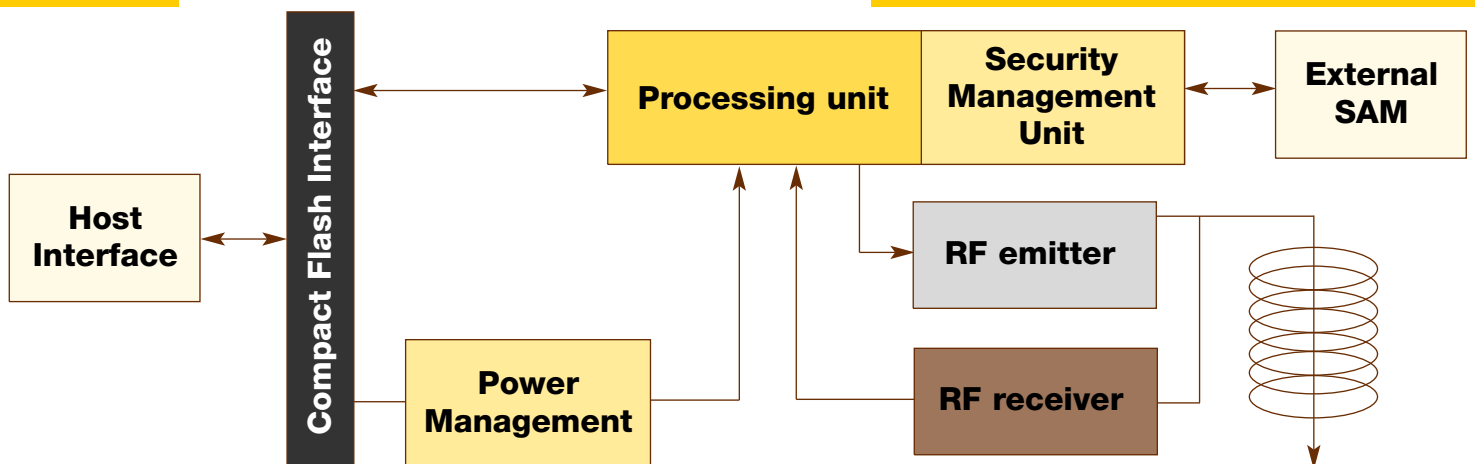 Host
Interface
Compact Flash Interface
Processing unit
Security
Management
Unit
External
SAM
RF emitter
Power
Management
RF receiver